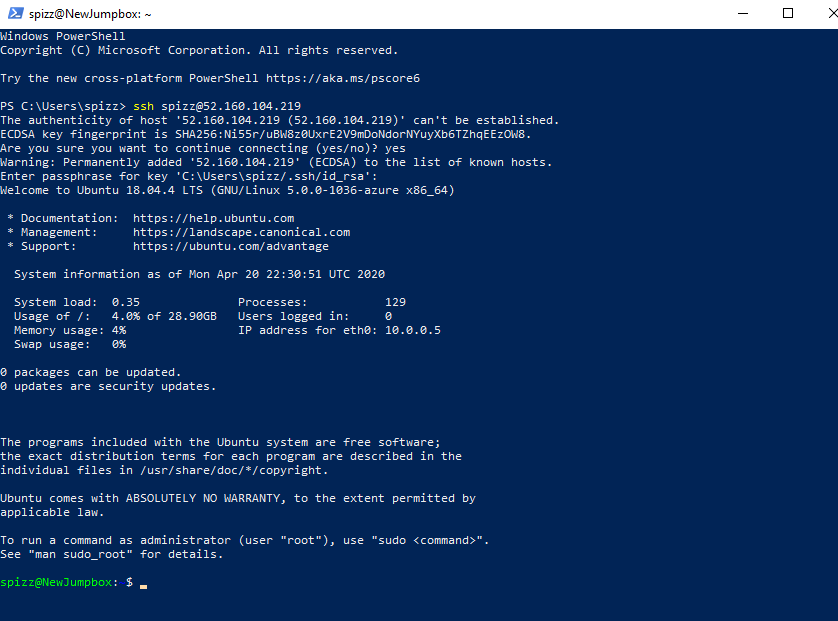 spizz@NewJumpbox: ~
Windows PowerShell
Copyright (C) Microsoft Corporation. All rights reserved.
Try the new cross-platform PowerShell https://aka.ms/pscore6
PS C:\Users\spizz> ssh spizz@52.160.104.219
The authenticity of host '52.160.104.219 (52.160.104.219)' can't be established.
ECDSA key fingerprint is SHA256:Ni55r/uBW8z0UxrE2V9mDoNdorNYuyXb6TZhqEEzOW8.
Are you sure you want to continue connecting (yes/no)? yes
Warning: Permanently added '52.160.104.219' (ECDSA) to the list of known hosts.
Enter passphrase for key 'C:\Users\spizz/.ssh/id_rsa':
Welcome to Ubuntu 18.04.4 LTS (GNU/Linux 5.0.0-1036-azure x86_64)
* Documentation:  https://help.ubuntu.com
* Management:     https://landscape.canonical.com
* Support:        https://ubuntu.com/advantage
System information as of Mon Apr 20 22:30:51 UTC 2020
System load:  0.35              Processes:           129
Usage of /:   4.0% of 28.90GB   Users logged in:     0
Memory usage: 4%                IP address for eth0: 10.0.0.5
Swap usage:   0%
0 packages can be updated.
0 updates are security updates.
The programs included with the Ubuntu system are free software;
the exact distribution terms for each program are described in the
individual files in /usr/share/doc/*/copyright.
Ubuntu comes with ABSOLUTELY NO WARRANTY, to the extent permitted by
applicable law.
To run a command as administrator (user "root"), use "sudo <command>".
See "man sudo_root" for details.
spizz@NewJumpbox: $